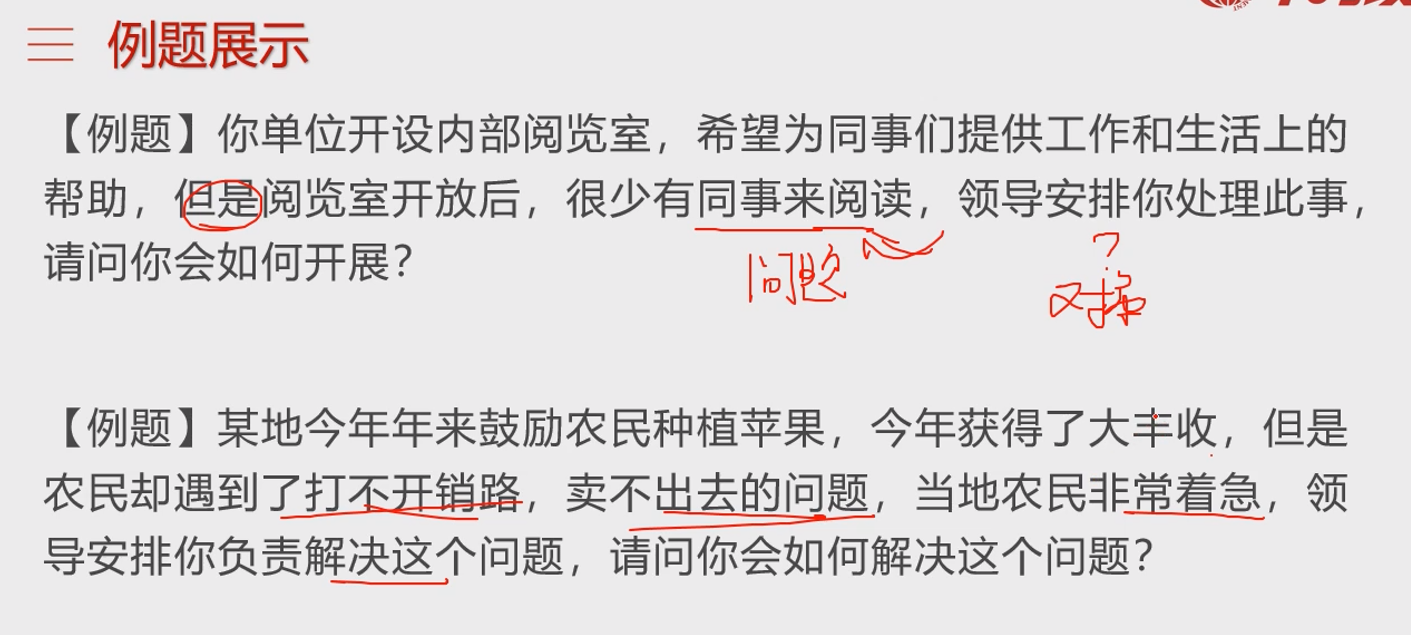 例题展示
【例题】你单位开设内部阅览室，希望为同事们提供工作和生活上的
帮助，但是阅览室开放后，很少有同事来阅读，领导安排你处理此事，
请问你会如何开展？
问题
？
【例题】某地今年年来鼓励农民种植苹果，今年获得了大丰收，但是
农民却遇到了打不开销路，卖不出去的问题，当地农民非常着急，领
导安排你负责解决这个问题，请问你会如何解决这个问题？